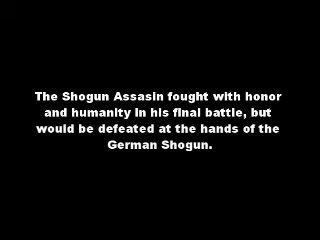 The Shogun Assasin fought with honor
and humanity in his final battle, but
would be defeated at the hands of the
German Shogun.